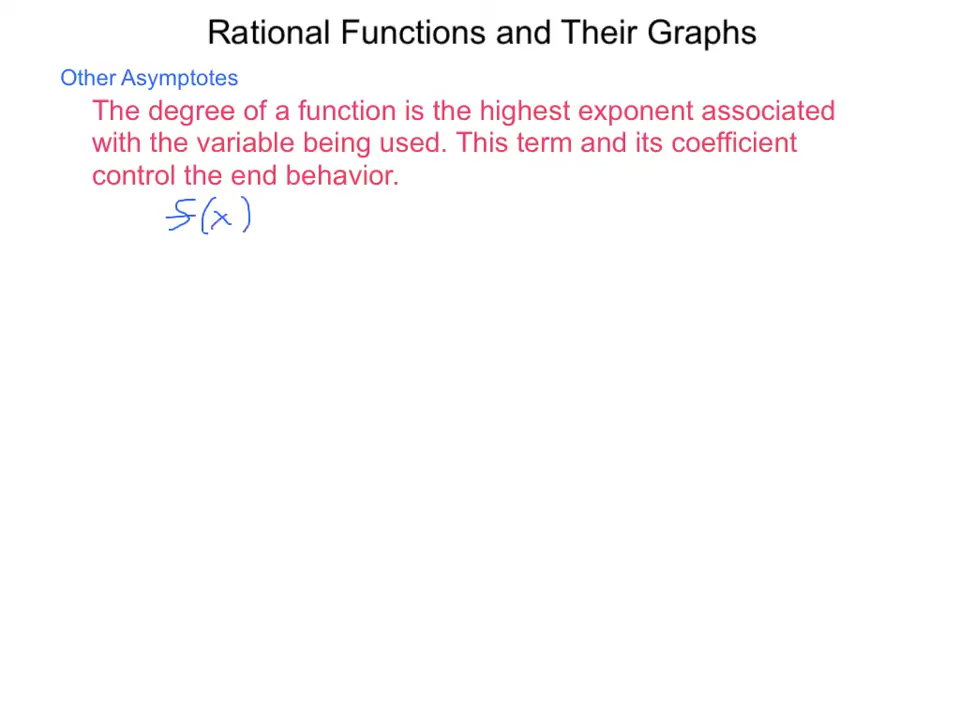 Rational Functions and Their Graphs
Other Asymptotes
The degree of a function is the highest exponent associated
with the variable being used. This term and its coefficient
control the end behavior.
f(x)